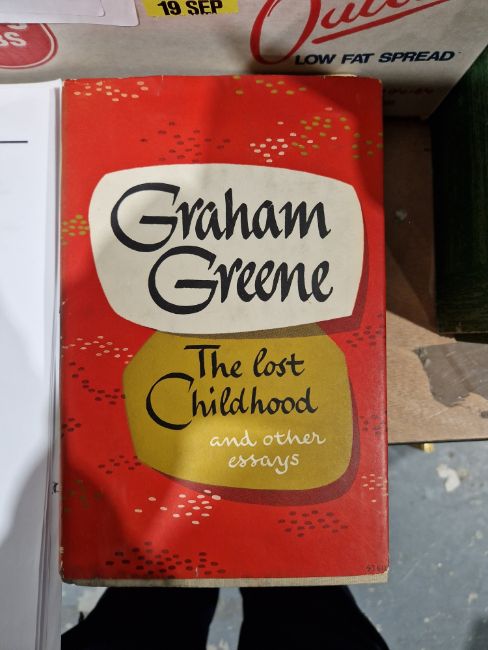 19 SEP
LOW FAT SPREAD
Graham
Greene
The lost
Childhood
and other
essays